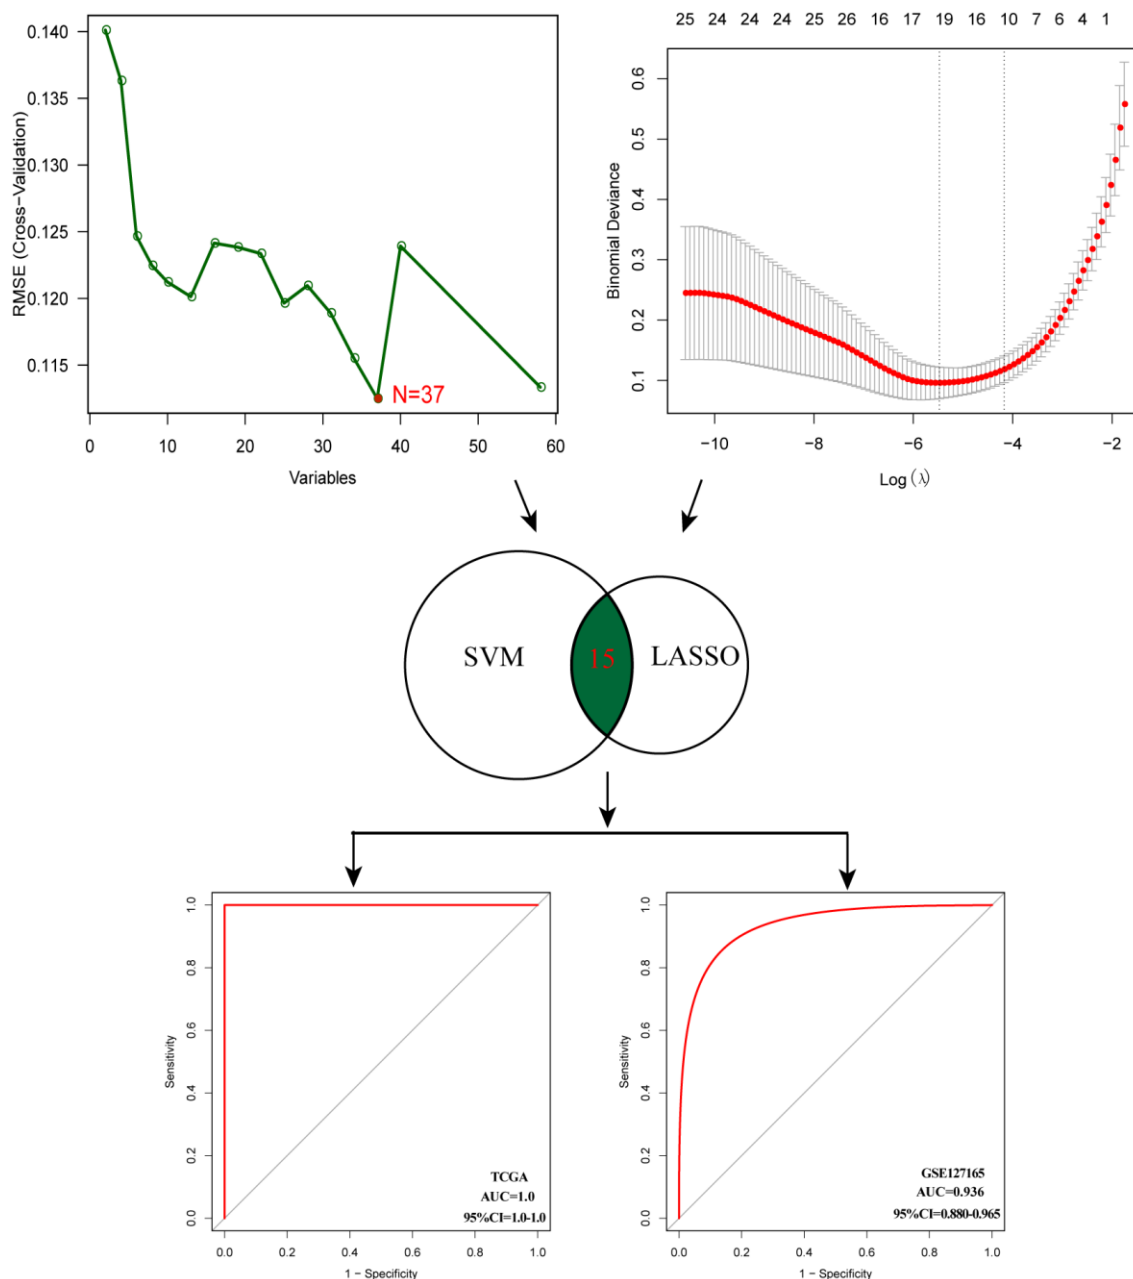 25 24 24 24 25 26 16 17 19 16 10 7 6 4 1
0.140
0.135
0.130
0.125
0.120
0.115
RMSE (Cross-Validation)
N=37
0 10 20 30 40 50 60
Variables
0.6
0.5
0.4
0.3
0.2
0.1
Binomial Deviance
−10 −8 −6 −4 −2
Log (λ)
SVM
15
LASSO
1.0
0.8
0.6
0.4
0.2
0.0
Sensitivity
TCGA
AUC=1.0
95%CI=1.0-1.0
0.0 0.2 0.4 0.6 0.8 1.0
1 − Specificity
1.0
0.8
0.6
0.4
0.2
0.0
Sensitivity
GSE127165
AUC=0.936
95%CI=0.880-0.965
0.0 0.2 0.4 0.6 0.8 1.0
1 − Specificity